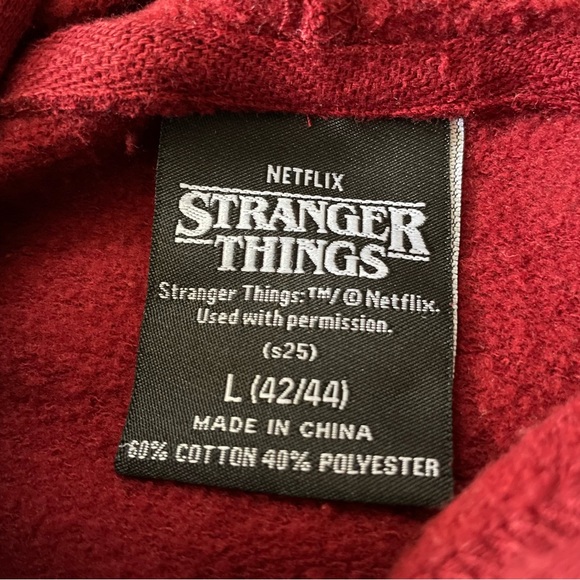 NETFLIX
STRANGER
THINGS
Stranger Things:™/©Netflix.
Used with permission.
(s25)
L (42/44)
MADE IN CHINA
60% COTTON 40% POLYESTER